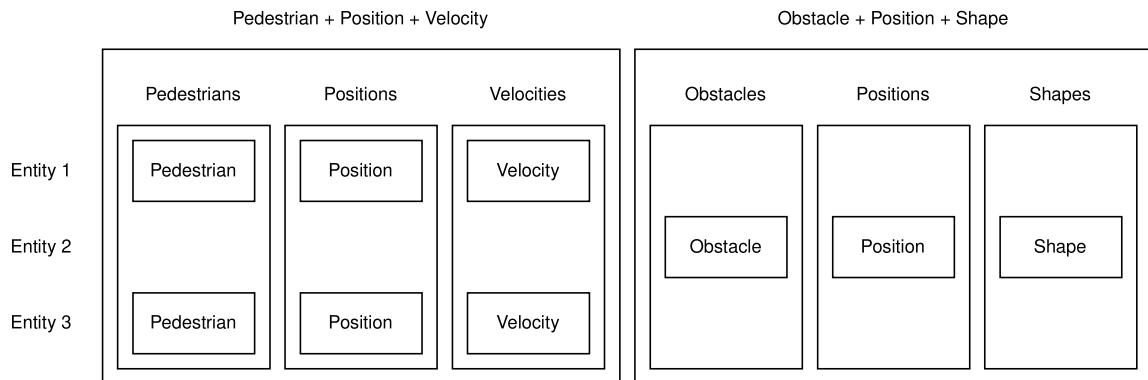 Pedestrian + Position + Velocity
Obstacle + Position + Shape
Pedestrians Positions Velocities Obstacles Positions Shapes
Entity 1 Pedestrian Position Velocity
Entity 2 Obstacle Position Shape
Entity 3 Pedestrian Position Velocity